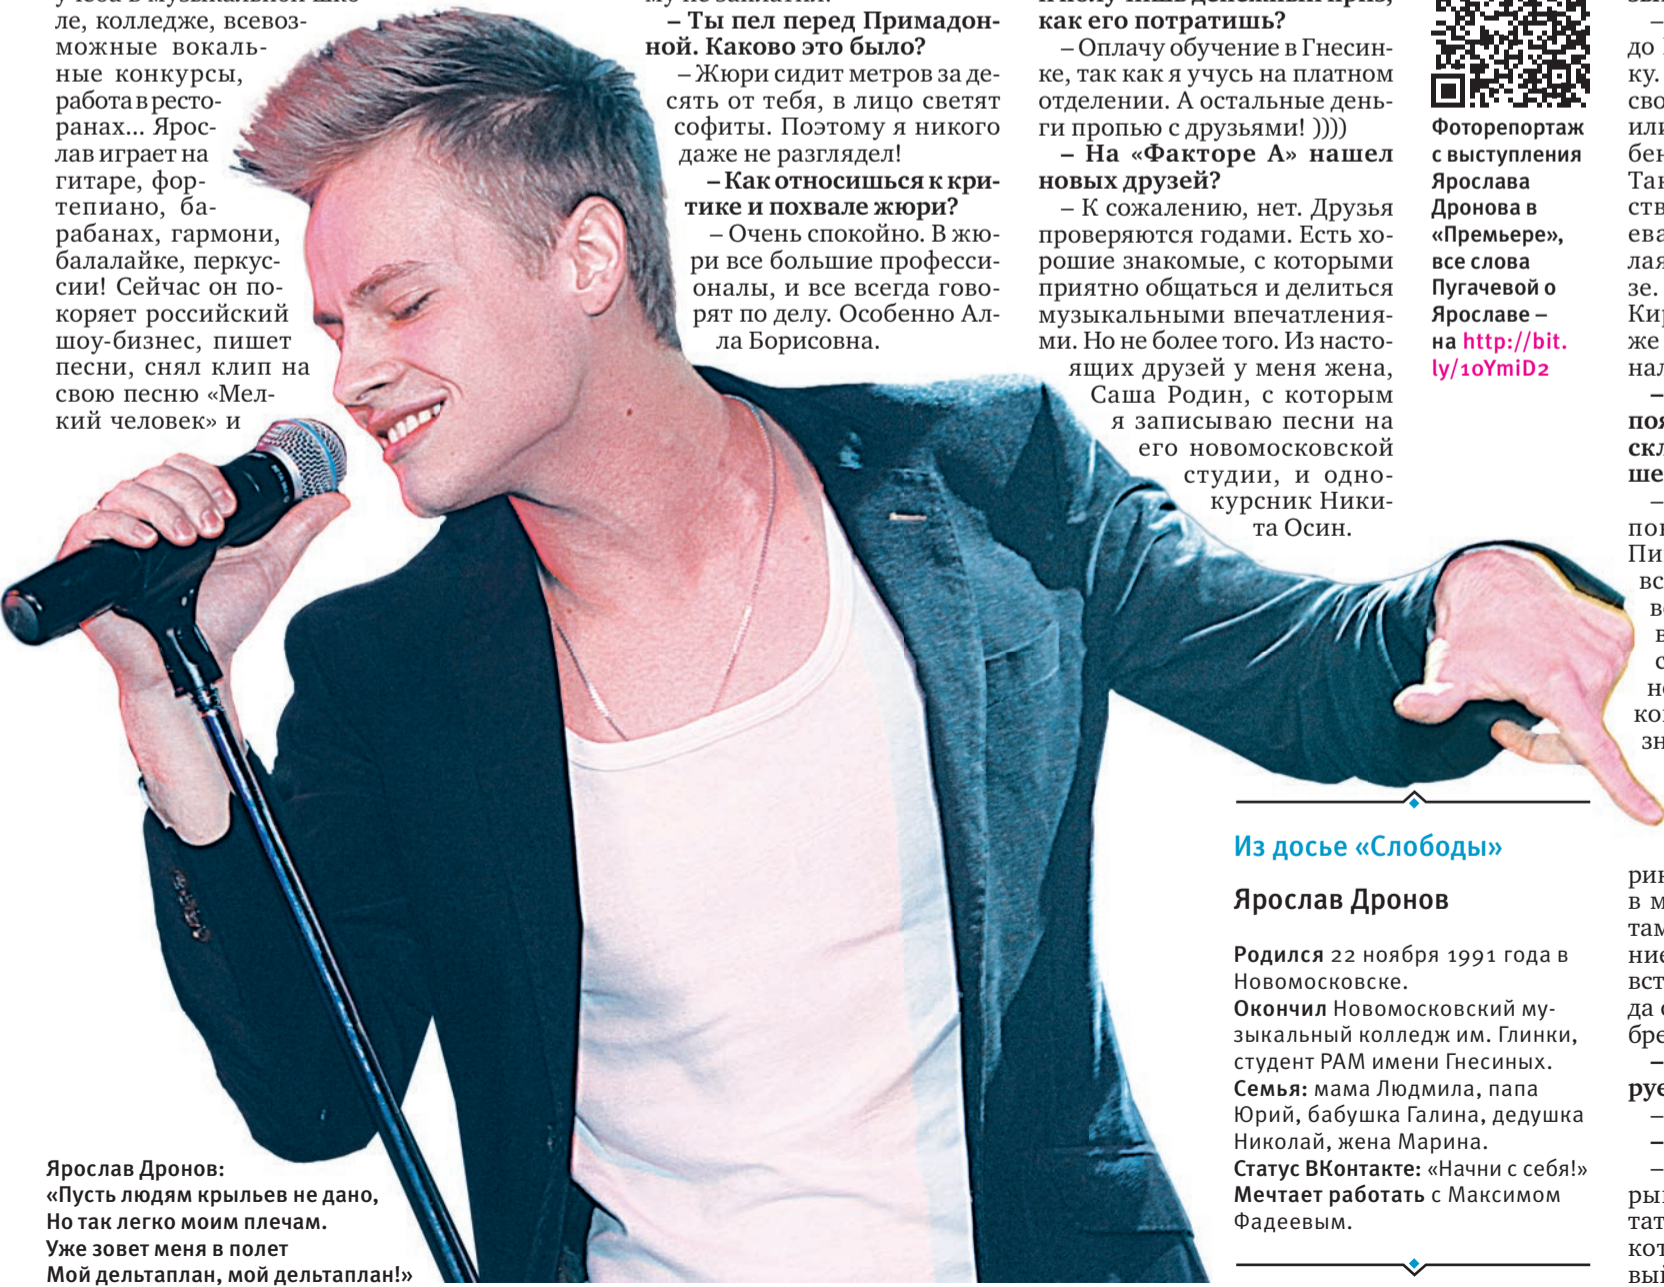 ле, колледже, всевоз-
можные вокаль-
ные конкурсы,
работа в ресто-
ранах... Ярос-
лав играет на
гитаре, фор-
тепиано, ба-
рабанах, гармони,
балалайке, перкус-
сии! Сейчас он по-
коряет российский
шоу-бизнес, пишет
песни, снял клип на
свою песню «Мел-
кий человек» и
– Ты пел перед Примадон-
ной. Каково это было?
– Жюри сидит метров за де-
сять от тебя, в лицо светят
софиты. Поэтому я никого
даже не разглядел!
– Как относишься к кри-
тике и похвале жюри?
– Очень спокойно. В жю-
ри все большие професси-
оналы, и все всегда гово-
рят по делу. Особенно Ал-
ла Борисовна.
как его потратишь?
– Оплачу обучение в Гнесин-
ке, так как я учусь на платном
отделении. А остальные день-
ги пропью с друзьями! ))))
– На «Факторе А» нашел
новых друзей?
– К сожалению, нет. Друзья
проверяются годами. Есть хо-
рошие знакомые, с которыми
приятно общаться и делиться
музыкальными впечатления-
ми. Но не более того. Из насто-
ящих друзей у меня жена,
Саша Родин, с которым
я записываю песни на
его новомосковской
студии, и одно-
курсник Ники-
та Осин.
Фоторепортаж
с выступления
Ярослава
Дронова в
«Премьере»,
все слова
Пугачевой о
Ярославе –
на http://bit.
ly/10YmiD2
Из досье «Слободы»
Ярослав Дронов
Родился 22 ноября 1991 года в
Новомосковске.
Окончил Новомосковский му-
зыкальный колледж им. Глинки,
студент РАМ имени Гнесиных.
Семья: мама Людмила, папа
Юрий, бабушка Галина, дедушка
Николай, жена Марина.
Статус ВКонтакте: «Начни с себя!»
Мечтает работать с Максимом
Фадеевым.
Ярослав Дронов:
«Пусть людям крыльев не дано,
Но так легко моим плечам.
Уже зовет меня в полет
Мой дельтаплан, мой дельтаплан!»